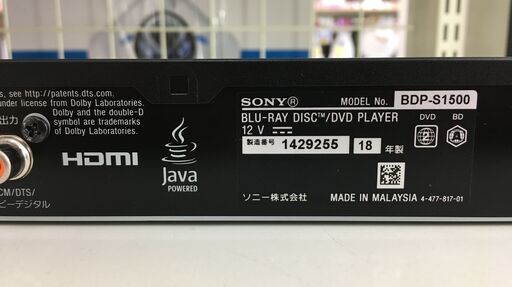 s, see http://patents.dts.com.
under license from Dolby Laboratories.
Dolby and the double-D
symbol are trademarks
of Dolby Laboratories.
出力
HDMI
CM/DTS/
ビーデジタル
Java
POWERED
SONY®
MODEL No. BDP-S1500
BLU-RAY DISC™/DVD PLAYER
12 V
DVD
BD
2
A
製造番号 1429255 18 年製
ソニー株式会社
MADE IN MALAYSIA 4-477-817-01